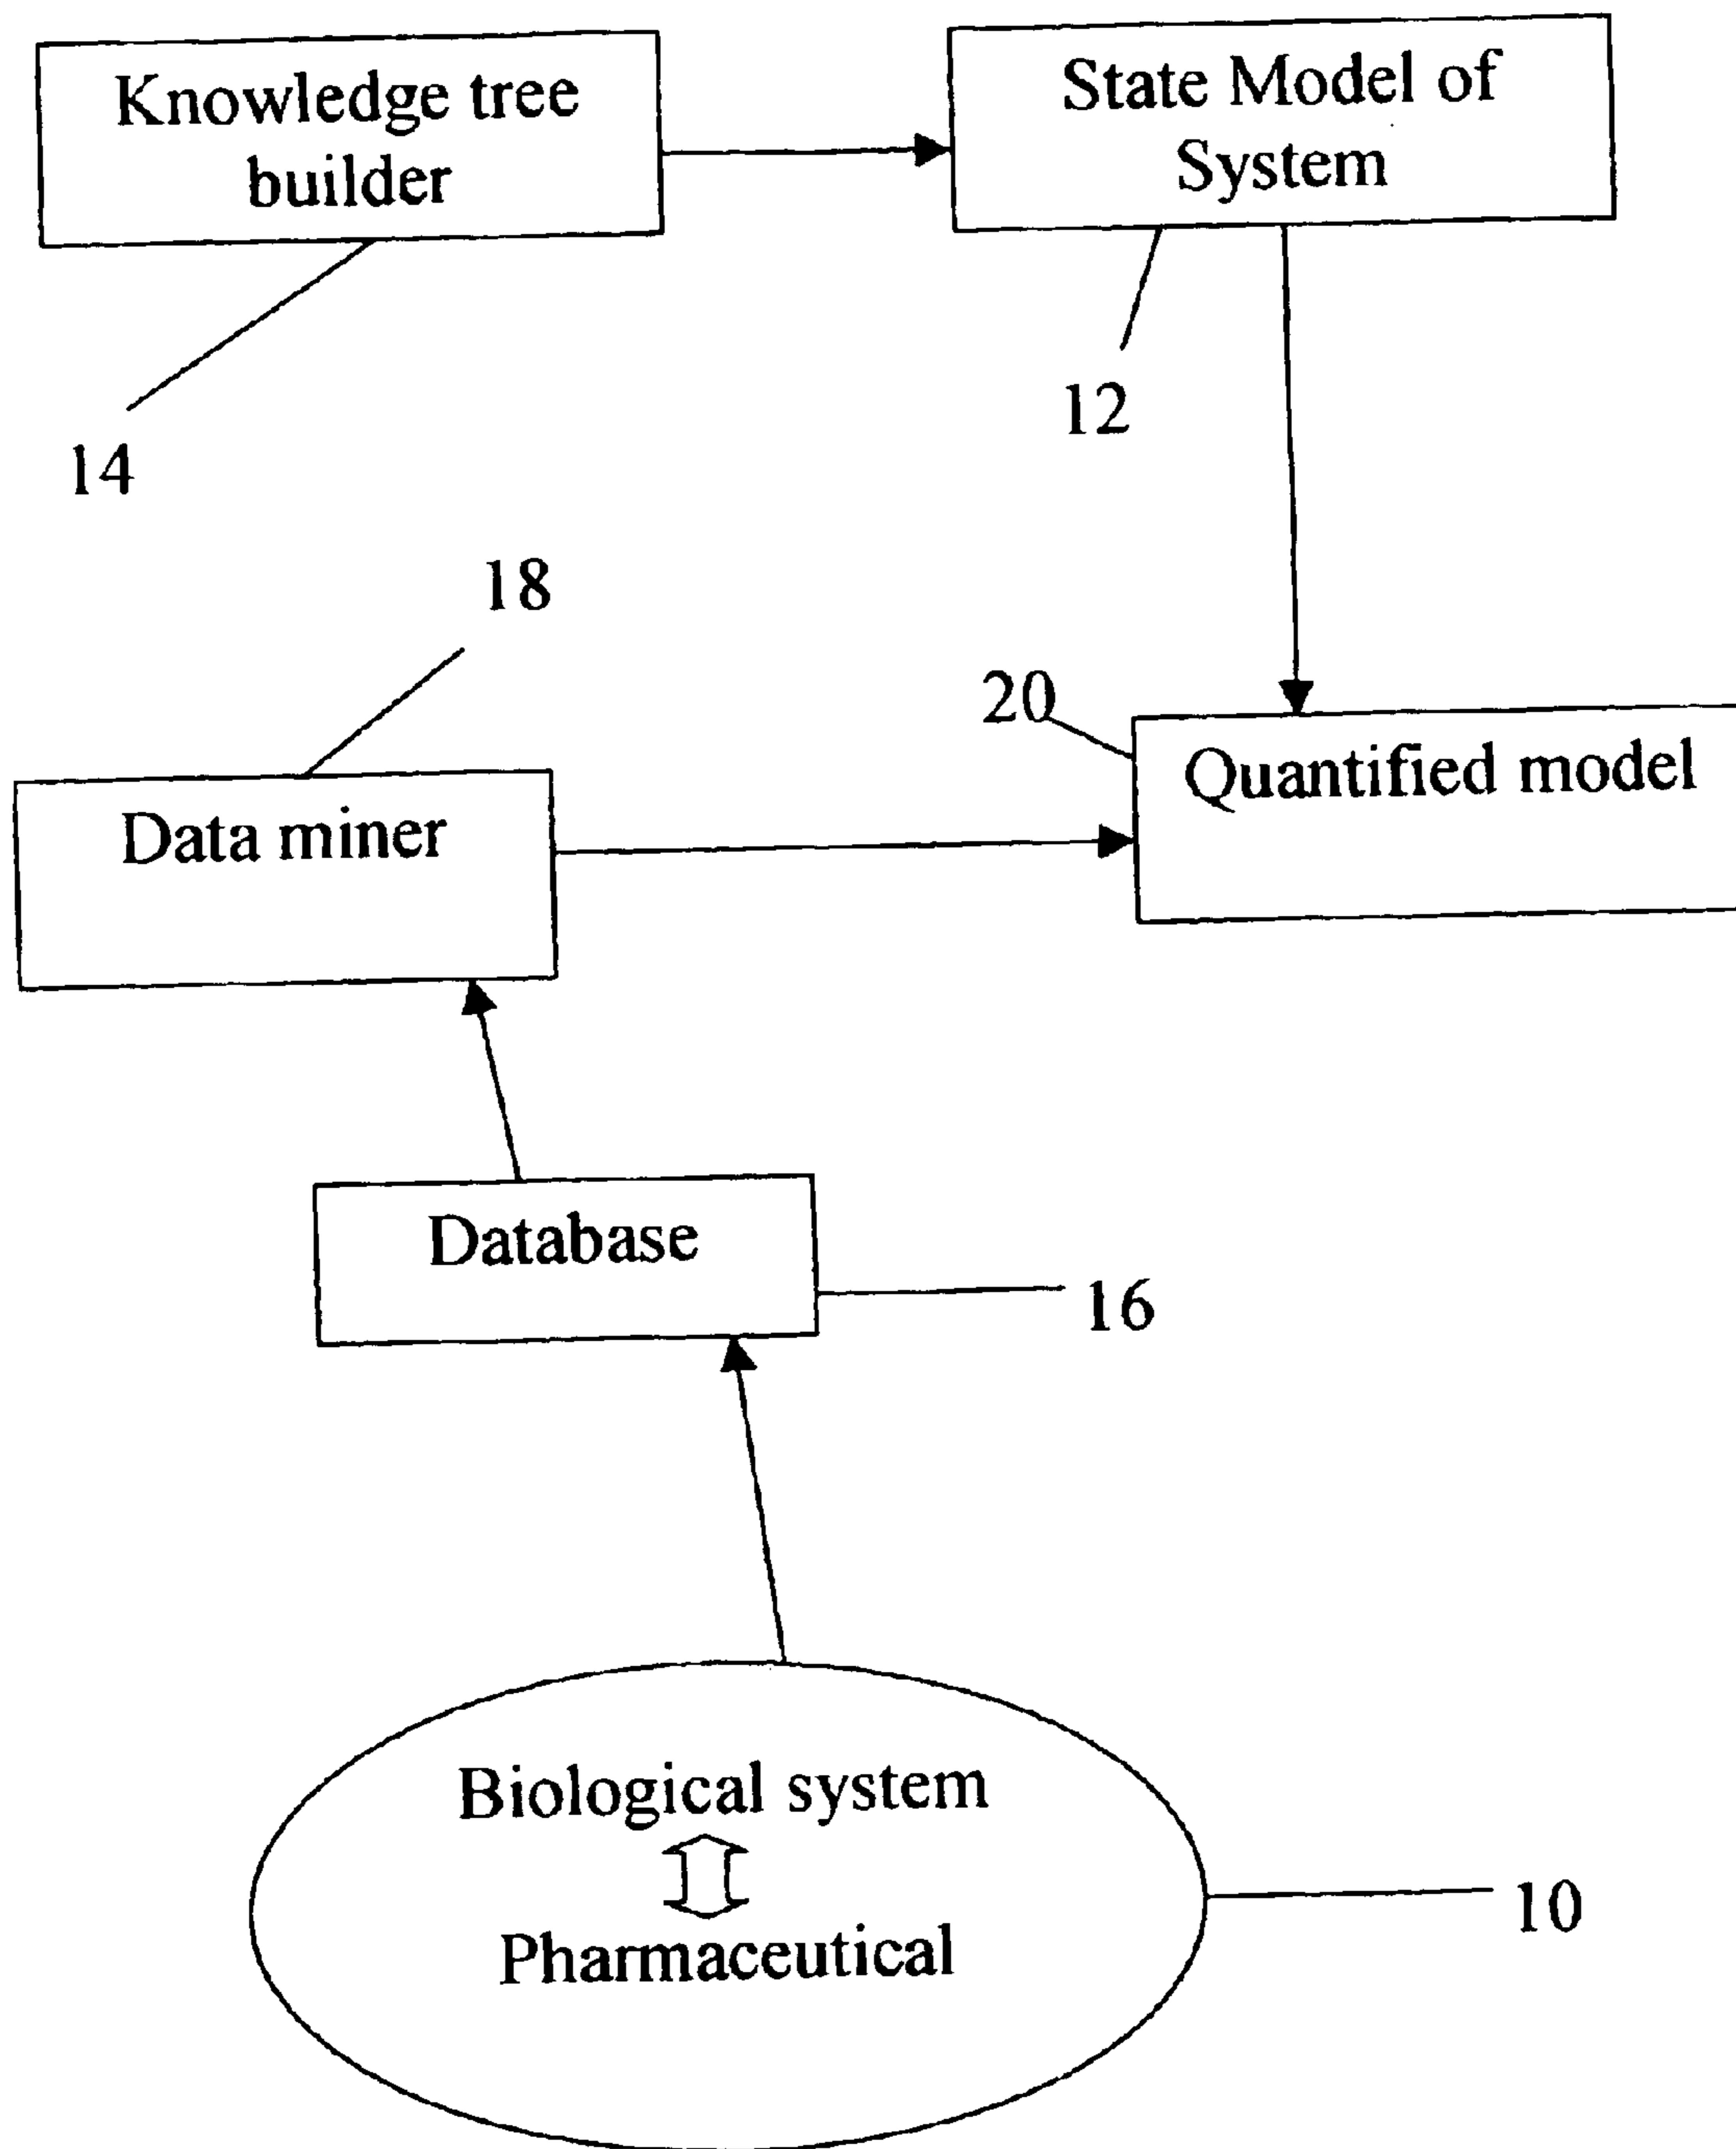 Knowledge tree
builder
State Model of
System
12
14
18
20
Quantified model
Data miner
Database
16
Biological system
Pharmaceutical
10